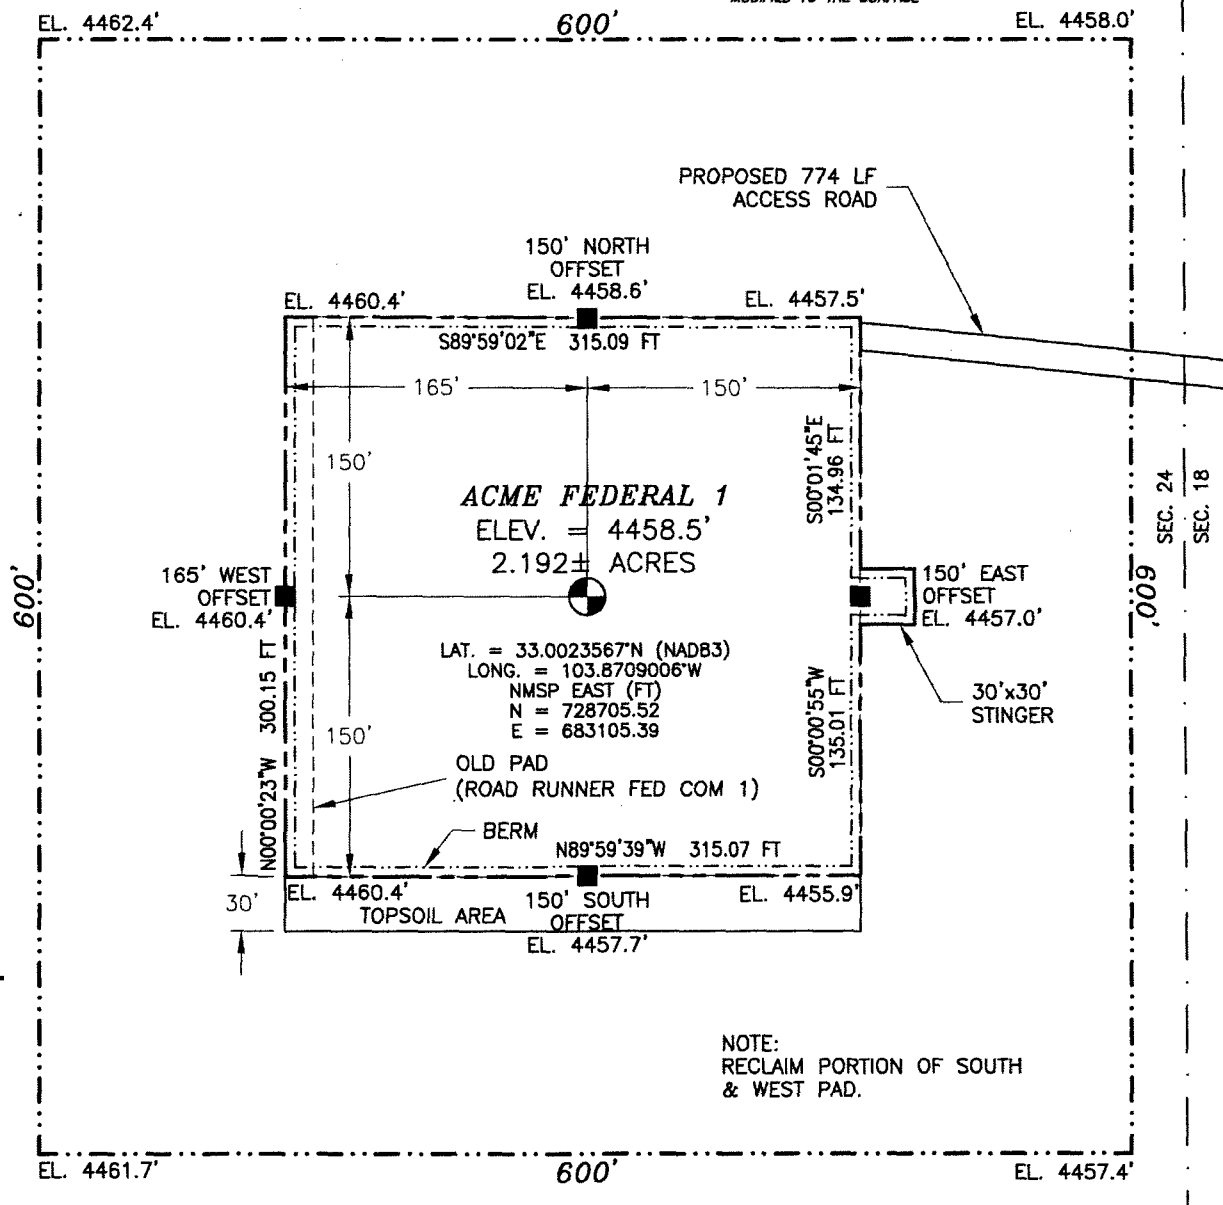 EL. 4462.4'
600'
EL. 4458.0'
PROPOSED 774 LF
ACCESS ROAD
150' NORTH
OFFSET
EL. 4458.6'
EL. 4460.4'
EL. 4457.5'
S89°59'02"E 315.09 FT
165'
150'
150'
S00°01'45"E
134.96 FT
ACME FEDERAL 1
ELEV. = 4458.5'
2.192± ACRES
SEC. 24
SEC. 18
600'
165' WEST
OFFSET
EL. 4460.4'
150' EAST
OFFSET
EL. 4457.0'
600'
LAT. = 33.0023567°N (NAD83)
LONG. = 103.8709006°W
NMSP EAST (FT)
N = 728705.52
E = 683105.39
30'x30'
STINGER
N00°00'23"W 300.15 FT
150'
S00°00'55"W
135.01 FT
OLD PAD
(ROAD RUNNER FED COM 1)
BERM
N89°59'39"W 315.07 FT
30'
EL. 4460.4'
150' SOUTH
OFFSET
EL. 4457.7'
EL. 4455.9'
TOPSOIL AREA
NOTE:
RECLAIM PORTION OF SOUTH
& WEST PAD.
EL. 4461.7'
600'
EL. 4457.4'